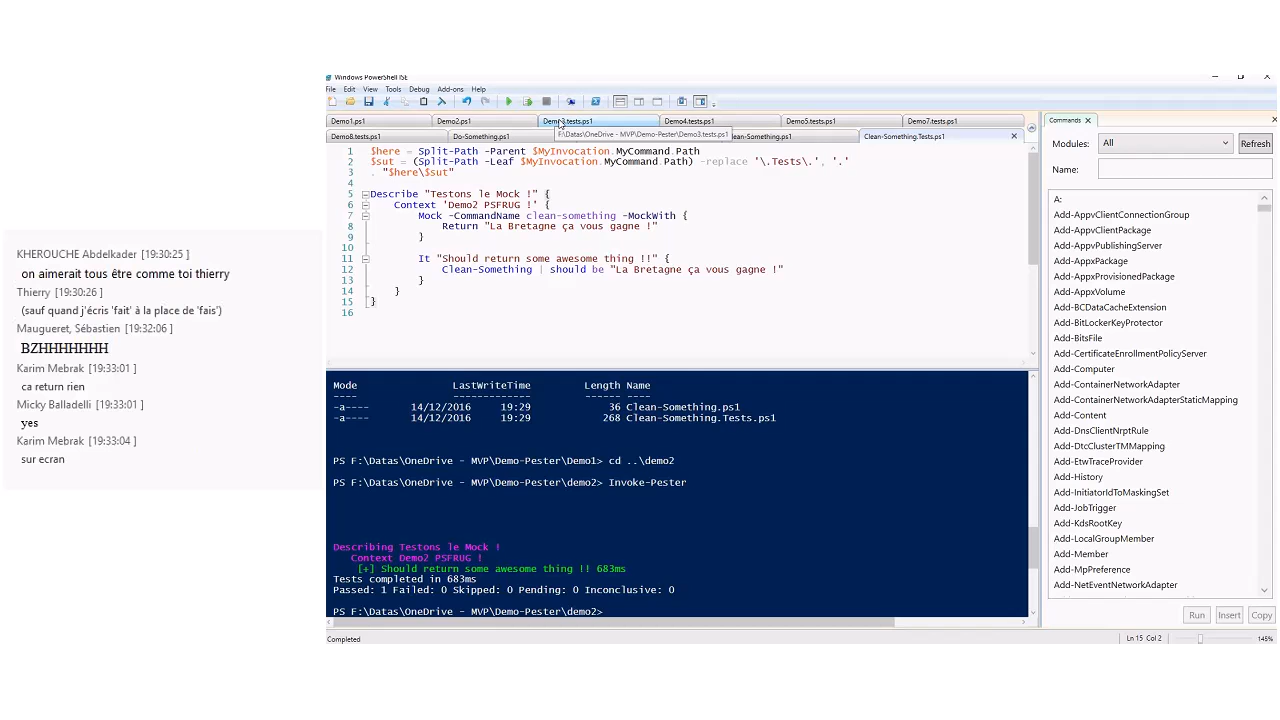 KHEROUCHE Abdelkader [19:30:25 ]
on aimerait tous être comme toi thierry
Thierry [19:30:26 ]
(sauf quand j'écris 'fait' à la place de 'fais')
Maugueret, Sébastien [19:32:06 ]
BZHHHHHHH
Karim Mebrak [19:33:01 ]
ca return rien
Micky Balladelli [19:33:01 ]
yes
Karim Mebrak [19:33:04 ]
sur ecran
Windows PowerShell ISE
File Edit View Tools Debug Add-ons Help
Demo1.ps1 Demo2.ps1 Demo3.tests.ps1 Demo4.tests.ps1 Demo5.tests.ps1 Demo7.tests.ps1
Demo8.tests.ps1 Do-Something.ps1 F:\Datas\OneDrive - MVP\Demo-Pester\Demo3.tests.ps1 lean-Something.ps1 Clean-Something.Tests.ps1
1 $here = Split-Path -Parent $MyInvocation.MyCommand.Path
2 $sut = (Split-Path -Leaf $MyInvocation.MyCommand.Path) -replace '\.Tests\.', '.'
3 . "$here\$sut"
4
5 Describe "Testons le Mock !" {
6 Context 'Demo2 PSFRUG !' {
7 Mock -CommandName clean-something -MockWith {
8 Return "La Bretagne ça vous gagne !"
9 }
10
11 It "Should return some awesome thing !!" {
12 Clean-Something | should be "La Bretagne ça vous gagne !"
13 }
14 }
15 }
16
Mode LastWriteTime Length Name
---- ------------- ------ ----
-a---- 14/12/2016 19:29 36 Clean-Something.ps1
-a---- 14/12/2016 19:29 268 Clean-Something.Tests.ps1
PS F:\Datas\OneDrive - MVP\Demo-Pester\Demo1> cd ..\demo2
PS F:\Datas\OneDrive - MVP\Demo-Pester\demo2> Invoke-Pester
Describing Testons le Mock !
Context Demo2 PSFRUG !
[+] Should return some awesome thing !! 683ms
Tests completed in 683ms
Passed: 1 Failed: 0 Skipped: 0 Pending: 0 Inconclusive: 0
PS F:\Datas\OneDrive - MVP\Demo-Pester\demo2>
Completed Ln 15 Col 2 145%
Commands
Modules: All Refresh
Name:
A:
Add-AppvClientConnectionGroup
Add-AppvClientPackage
Add-AppvPublishingServer
Add-AppxPackage
Add-AppxProvisionedPackage
Add-AppxVolume
Add-BCDataCacheExtension
Add-BitLockerKeyProtector
Add-BitsFile
Add-CertificateEnrollmentPolicyServer
Add-Computer
Add-ContainerNetworkAdapter
Add-ContainerNetworkAdapterStaticMapping
Add-Content
Add-DnsClientNrptRule
Add-DtcClusterTMMapping
Add-EtwTraceProvider
Add-History
Add-InitiatorIdToMaskingSet
Add-JobTrigger
Add-KdsRootKey
Add-LocalGroupMember
Add-Member
Add-MpPreference
Add-NetEventNetworkAdapter
Run Insert Copy